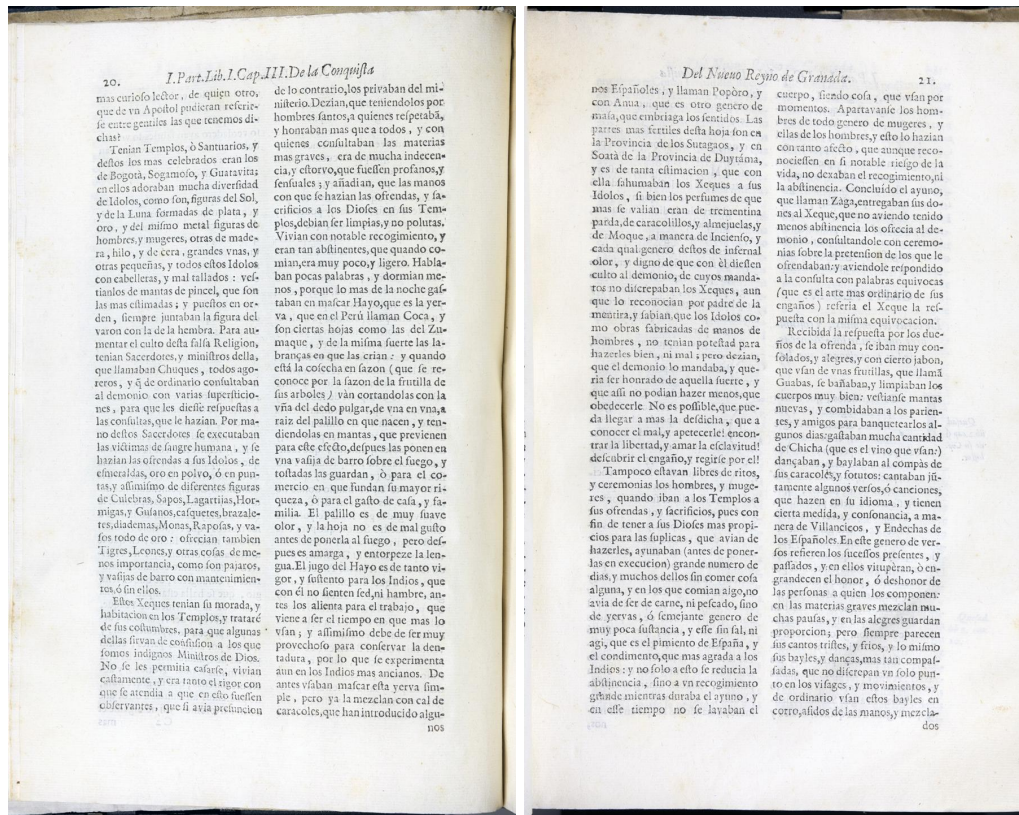 20.
I.Part.Lib.I.Cap.III.De la Conquiſta
mas curioſo lector, de quien otro,
que de vn Apoſtol pudieran referir-
ſe entre gentiles las que tenemos di-
chas?
Tenian Templos, ò Santuarios, y
deſtos los mas celebrados eran los
de Bogotà, Sogamoſo, y Guatavita;
en ellos adoraban mucha diverſidad
de Idolos, como ſon, figuras del Sol,
y de la Luna formadas de plata, y
oro, y del miſmo metal figuras de
hombres, y mugeres, otras de made-
ra, hilo, y de cera, grandes vnas, y
otras pequeñas, y todos eſtos Idolos
con cabelleras, y mal tallados: veſ-
tianlos de mantas de pincel, que ſon
las mas eſtimadas; y pueſtos en or-
den, ſiempre juntaban la figura del
varon con la de la hembra. Para au-
mentar el culto deſta falſa Religion,
tenian Sacerdotes, y miniſtros della,
que llamaban Chuques, todos ago-
reros, y q̃ de ordinario conſultaban
al demonio con varias ſuperſticio-
nes, para que les dieſſe reſpueſtas a
las conſultas, que le hazian. Por ma-
no deſtos Sacerdotes ſe executaban
las victimas de ſangre humana, y ſe
hazian las ofrendas a ſus Idolos, de
eſmeraldas, oro en polvo, ó en pun-
tas, y aſſimiſmo de diferentes figuras
de Culebras, Sapos, Lagartijas, Hor-
migas, y Guſanos, caſquetes, brazale-
tes, diademas, Monas, Rapoſas, y va-
ſos todo de oro: ofrecian tambien
Tigres, Leones, y otras coſas de me-
nos importancia, como ſon pajaros,
y vaſijas de barro con mantenimien-
tos, ó ſin ellos.
Eſtos Xeques tenian ſu morada, y
habitacion en los Templos, y trataré
de ſus coſtumbres, para que algunas
dellas ſirvan de confuſion a los que
ſomos indignos Miniſtros de Dios.
No ſe les permitia caſarſe, vivian
caſtamente, y era tanto el rigor con
que ſe atendia a que en eſto fueſſen
obſervantes, que ſi avia preſuncion
de lo contrario, los privaban del mi-
niſterio. Dezian, que teniendolos por
hombres ſantos, a quienes reſpetabã,
y honraban mas que a todos, y con
quienes conſultaban las materias
mas graves, era de mucha indecen-
cia, y eſtorvo, que fueſſen profanos, y
ſenſuales; y añadian, que las manos
con que ſe hazian las ofrendas, y ſa-
crificios a los Dioſes en ſus Tem-
plos, debian ſer limpias, y no polutas.
Vivian con notable recogimiento, y
eran tan abſtinentes, que quando co-
mian, era muy poco, y ligero. Habla-
ban pocas palabras, y dormian me-
nos, porque lo mas de la noche gaſ-
taban en maſcar Hayo, que es la yer-
va, que en el Perù llaman Coca, y
ſon ciertas hojas como las del Zu-
maque, y de la miſma ſuerte las la-
branças en que las crian: y quando
eſtá la coſecha en ſazon (que ſe re-
conoce por la ſazon de la frutilla de
ſus arboles) vàn cortandolas con la
vña del dedo pulgar, de vna en vna, a
raiz del palillo en que nacen, y ten-
diendolas en mantas, que previenen
para eſte efecto, deſpues las ponen en
vna vaſija de barro ſobre el fuego, y
toſtadas las guardan, ò para el co-
mercio en que fundan ſu mayor ri-
queza, ò para el gaſto de caſa, y fa-
milia. El palillo es de muy ſuave
olor, y la hoja no es de mal guſto
antes de ponerla al fuego, pero deſ-
pues es amarga, y entorpeze la len-
gua. El jugo del Hayo es de tanto vi-
gor, y ſuſtento para los Indios, que
con èl no ſienten ſed, ni hambre, an-
tes los alienta para el trabajo, que
viene a ſer el tiempo en que mas lo
vſan; y aſſimiſmo debe de ſer muy
provechoſo para conſervar la den-
tadura, por lo que ſe experimenta
aun en los Indios mas ancianos. De
antes vſaban maſcar eſta yerva ſim-
ple, pero ya la mezclan con cal de
caracoles, que han introducido algu-
nos
Del Nuevo Reyno de Granada.
21.
nos Eſpañoles, y llaman Popòro, y
con Anua, que es otro genero de
maſa, que embriaga los ſentidos. Las
partes mas fertiles deſta hoja ſon en
la Provincia de los Sutagaos, y en
Soatà de la Provincia de Duytáma,
y es de tanta eſtimacion, que con
ella ſahumaban los Xeques a ſus
Idolos, ſi bien los perfumes de que
mas ſe valian eran de trementina
parda, de caracolillos, y almejuelas, y
de Moque, a manera de Incienſo, y
cada qual genero deſtos de infernal
olor, y digno de que con èl dieſſen
culto al demonio, de cuyos manda-
tos no diſcrepaban los Xeques, aun
que lo reconocian por padre de la
mentira, y ſabian que los Idolos co-
mo obras fabricadas de manos de
hombres, no tenian poteſtad para
hazerles bien, ni mal; pero dezian,
que el demonio lo mandaba, y que-
ria ſer honrado de aquella ſuerte, y
que aſſi no podian hazer menos, que
obedecerle. No es poſſible, que pue-
da llegar a mas la deſdicha, que a
conocer el mal, y apetecerle! encon-
trar la libertad, y amar la eſclavitud!
deſcubrir el engaño, y regirſe por el!
Tampoco eſtavan libres de ritos,
y ceremonias los hombres, y muge-
res, quando iban a los Templos a
ſus ofrendas, y ſacrificios, pues con
fin de tener a ſus Dioſes mas propi-
cios para las ſuplicas, que avian de
hazerles, ayunaban (antes de poner-
las en execucion) grande numero de
dias, y muchos dellos ſin comer coſa
alguna, y en los que comian algo, no
avia de ſer de carne, ni peſcado, ſino
de yervas, ó ſemejante genero de
muy poca ſuſtancia, y eſſe ſin ſal, ni
agi, que es el pimiento de Eſpaña, y
el condimento, que mas agrada a los
Indios: y no ſolo a eſto ſe reducia la
abſtinencia, ſino a vn recogimiento
grande mientras duraba el ayuno, y
en eſſe tiempo no ſe lavaban el
cuerpo, ſiendo coſa, que vſan por
momentos. Apartavanſe los hom-
bres de todo genero de mugeres, y
ellas de los hombres, y eſto lo hazian
con tanto afecto, que aunque reco-
nocieſſen en ſi notable rieſgo de la
vida, no dexaban el recogimiento, ni
la abſtinencia. Concluìdo el ayuno,
que llaman Zàga, entregaban ſus do-
nes al Xeque, que no aviendo tenido
menos abſtinencia los ofrecia al de-
monio, conſultandole con ceremo-
nias ſobre la pretenſion de los que le
ofrendaban: y aviendole reſpondido
a la conſulta con palabras equivocas
(que es el arte mas ordinario de ſus
engaños) referia el Xeque la reſ-
pueſta con la miſma equivocacion.
Recibida la reſpueſta por los due-
ños de la ofrenda, ſe iban muy con-
ſolados, y alegres, y con cierto jabon,
que vſan de vnas frutillas, que llamã
Guabas, ſe bañaban, y limpiaban los
cuerpos muy bien: veſtianſe mantas
nuevas, y combidaban a los parien-
tes, y amigos para banquetearlos al-
gunos dias: gaſtaban mucha cantidad
de Chicha (que es el vino que vſan:)
dançaban, y baylaban al compàs de
ſus caracoles, y fotutos: cantaban jũ-
tamente algunos verſos, ó canciones,
que hazen en ſu idioma, y tienen
cierta medida, y conſonancia, a ma-
nera de Villancicos, y Endechas de
los Eſpañoles. En eſte genero de ver-
ſos refieren los ſuceſſos preſentes, y
paſſados, y en ellos vitupèran, ò en-
grandecen el honor, ó deshonor de
las perſonas a quien los componen:
en las materias graves mezclan mu-
chas pauſas, y en las alegres guardan
proporcion; pero ſiempre parecen
ſus cantos triſtes, y frios, y lo miſmo
ſus bayles, y danças, mas tan compaſ-
ſadas, que no diſcrepan vn ſolo pun-
to en los viſages, y movimientos, y
de ordinario vſan eſtos bayles en
corro, aſidos de las manos, y mezcla-
dos